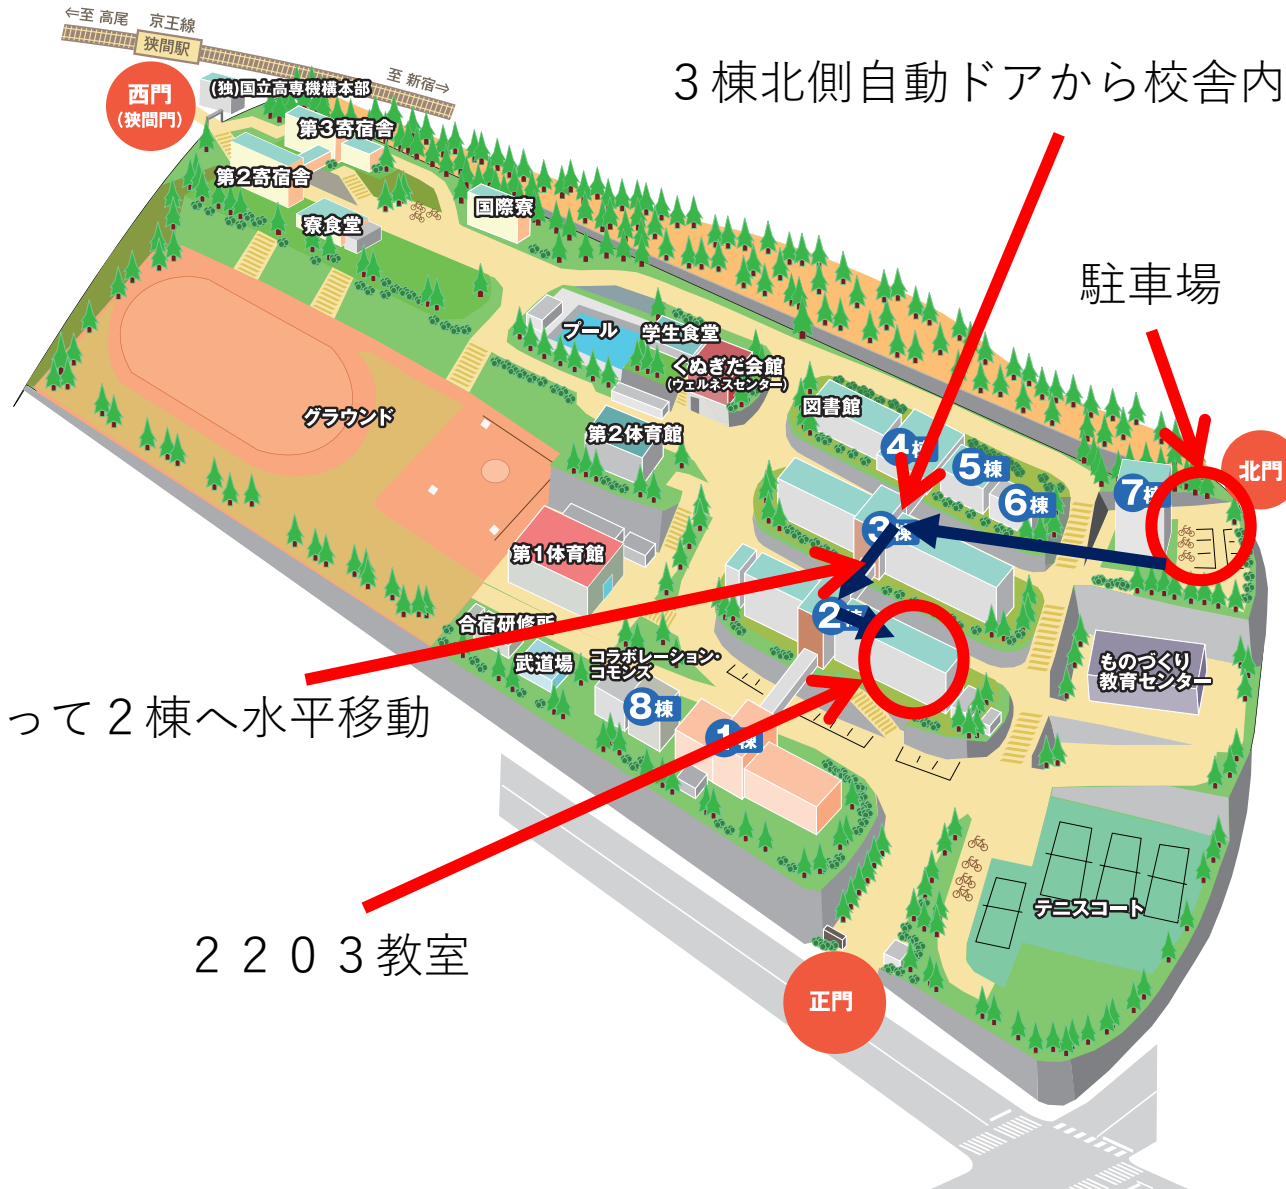 ←至 高尾
京王線
狭間駅
至 新宿→
西門
(狭間門)
(独)国立高専機構本部
３棟北側自動ドアから校舎内
第3寄宿舎
第2寄宿舎
国際寮
寮食堂
駐車場
プール
学生食堂
くぬぎだ会館
(ウェルネスセンター)
図書館
グラウンド
第2体育館
4棟
5棟
6棟
7棟
北門
3棟
第1体育館
2棟
合宿研修所
武道場
コラボレーション・
コモンズ
ものづくり
教育センター
って２棟へ水平移動
8棟
1棟
テニスコート
２２０３教室
正門